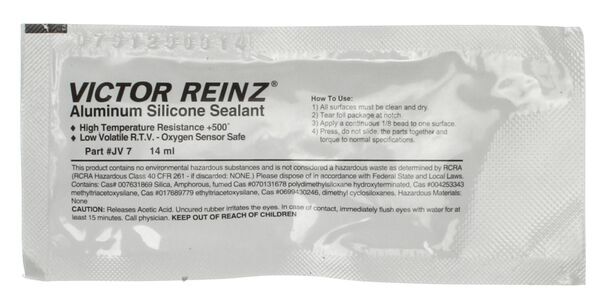 0701230014
VICTOR REINZ®
Aluminum Silicone Sealant
♦ High Temperature Resistance +500°
♦ Low Volatile R.T.V. - Oxygen Sensor Safe
Part #JV 7 14 ml
How To Use:
1) All surfaces must be clean and dry.
2) Tear foil package at notch.
3) Apply a continuous 1/8 bead to one surface.
4) Press, do not slide, the parts together and
torque to normal specifications.
This product contains no environmental hazardous substances and is not considered a hazardous waste as determined by RCRA
(RCRA Hazardous Class 40 CFR 261 - if discarded: NONE.) Please dispose of in accordance with Federal State and Local Laws.
Contains: Cas# 007631869 Silica, Amphorous, fumed Cas #070131678 polydimethylsiloxane hydroxyterminated, Cas #004253343
methyltriacetoxysilane, Cas #017689779 ethyltriacetoxysilane, Cas #0699430246, dimethyl cyclosiloxanes, Hazardous Materials:
None
CAUTION: Releases Acetic Acid. Uncured rubber irritates the eyes. In case of contact, immediately flush eyes with water for at
least 15 minutes. Call physician. KEEP OUT OF REACH OF CHILDREN